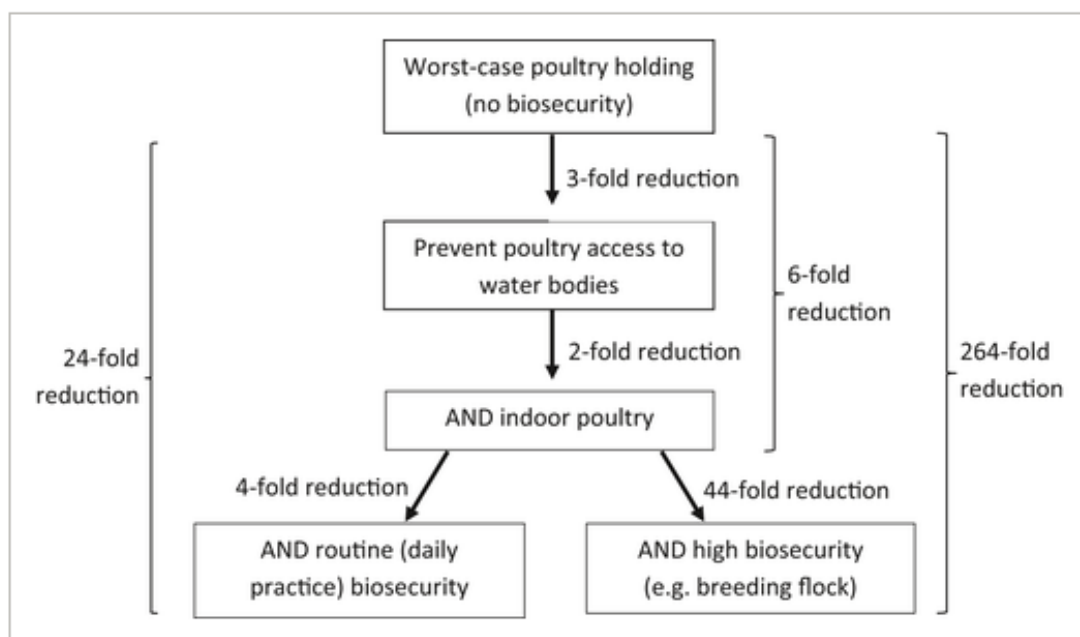 Worst-case poultry holding
(no biosecurity)
3-fold reduction
Prevent poultry access to
water bodies
6-fold
reduction
2-fold reduction
24-fold
reduction
264-fold
reduction
AND indoor poultry
4-fold reduction
44-fold reduction
AND routine (daily
practice) biosecurity
AND high biosecurity
(e.g. breeding flock)